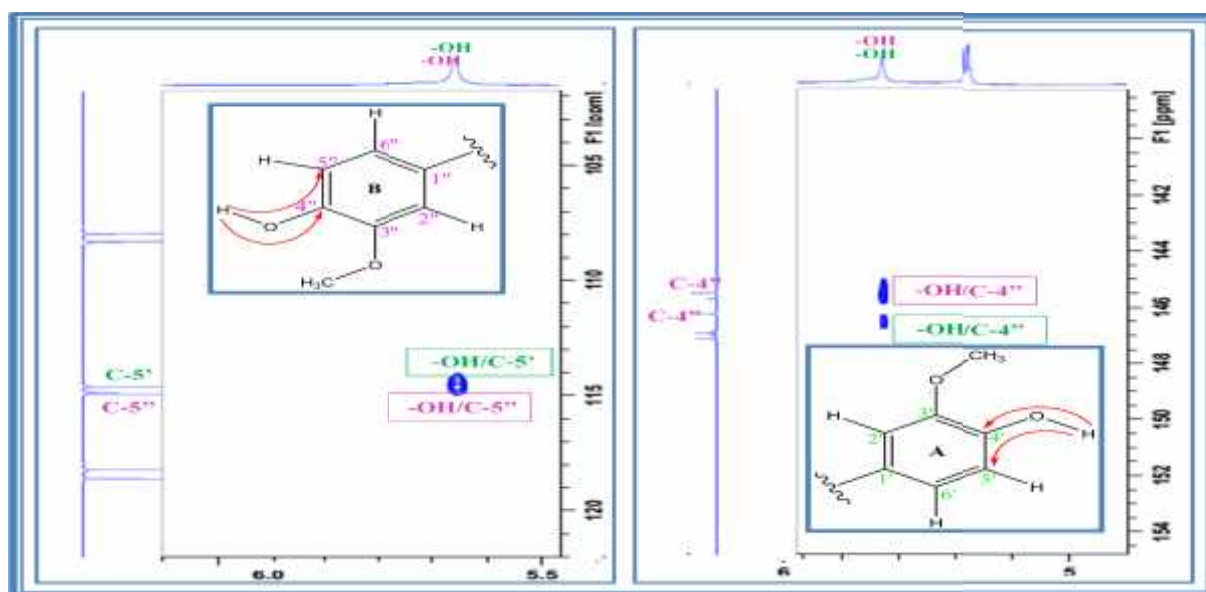 -OH
-OH
F1 [ppm]
105
110
115
120
H
H
H
H
O
O
H₃C
B
1"
2"
3"
4"
5"
6"
C-5'
C-5"
-OH/C-5'
-OH/C-5"
6.0
5.5
-OH
-OH
F1 [ppm]
142
144
146
148
150
152
154
C-4"
C-4"
-OH/C-4"
-OH/C-4"
CH₃
O
O
H
H
H
H
A
1'
2'
4'
5'
6'
5